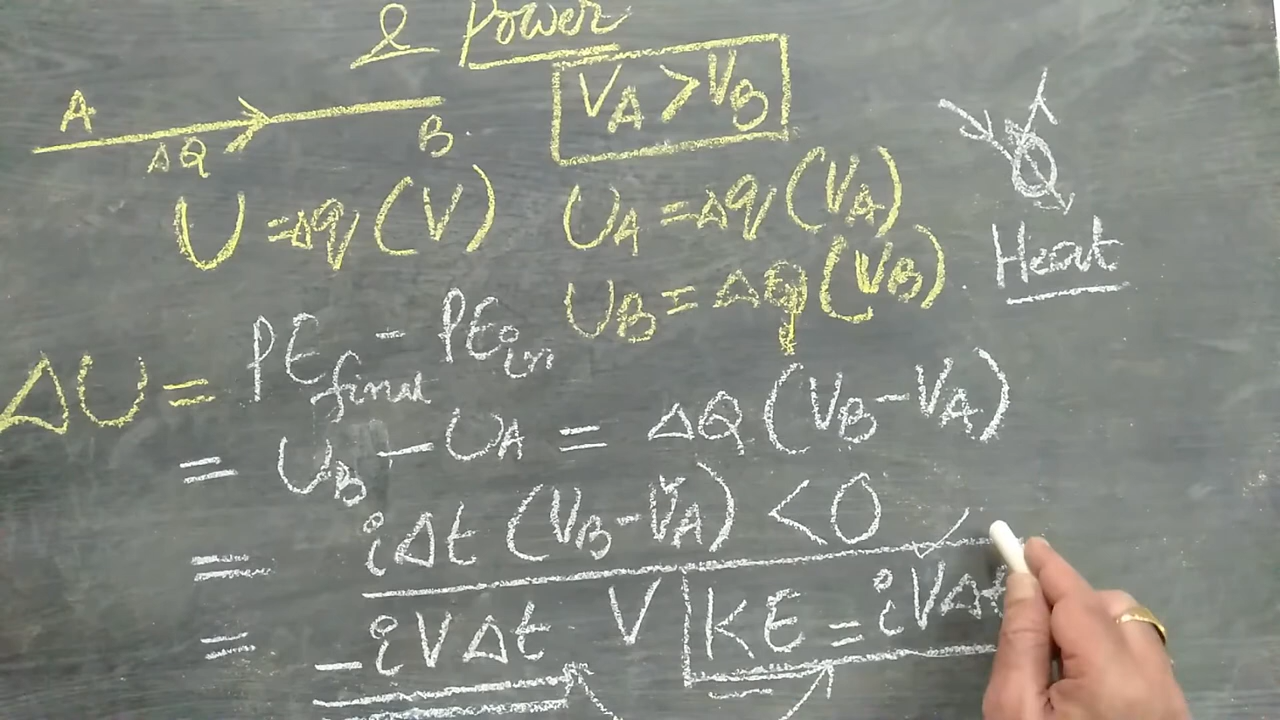 & Power
A B VA > VB
ΔQ
U = Δq (V) UA = Δq (VA)
UB = Δq (VB) Heat
ΔU = PEfinal - PEin
= UB - UA = ΔQ (VB - VA)
= iΔt (VB - VA) < 0
= - iVΔt V KE = iVΔt